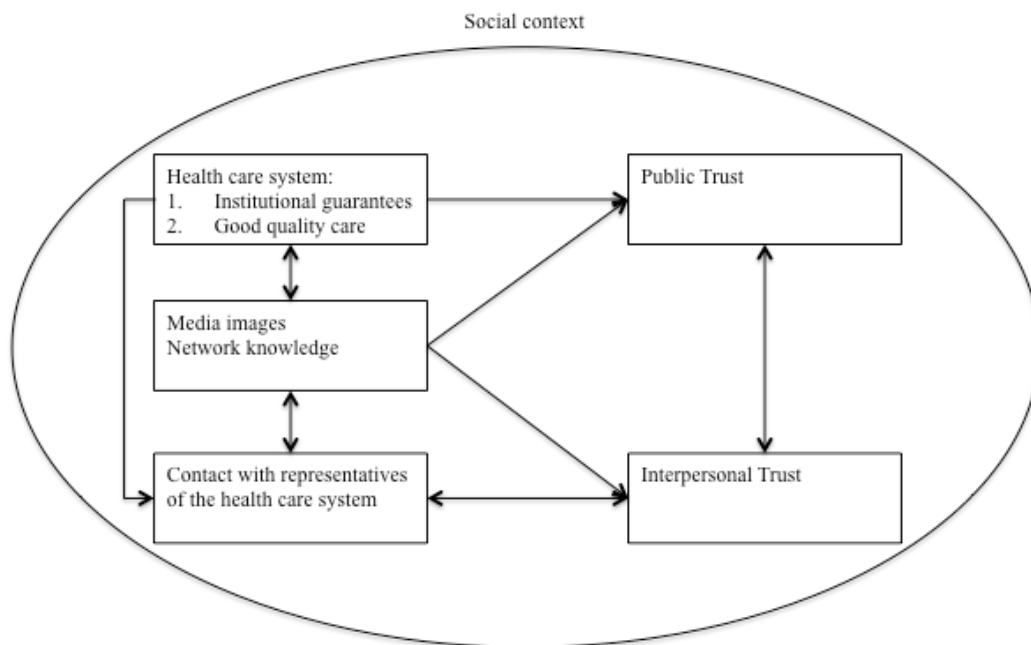 Social context
Health care system:
1. Institutional guarantees
2. Good quality care
Public Trust
Media images
Network knowledge
Contact with representatives
of the health care system
Interpersonal Trust